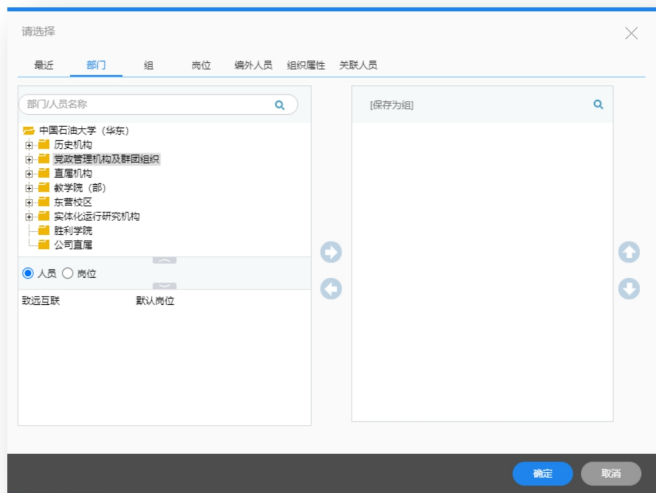 请选择
最近 部门 组 岗位 编外人员 组织属性 关联人员
部门/人员名称
[保存为组]
中国石油大学（华东）
历史机构
党政管理机构及群团组织
直属机构
教学院（部）
东营校区
实体化运行研究机构
胜利学院
公司直属
人员 岗位
致远互联 默认岗位
确定 取消